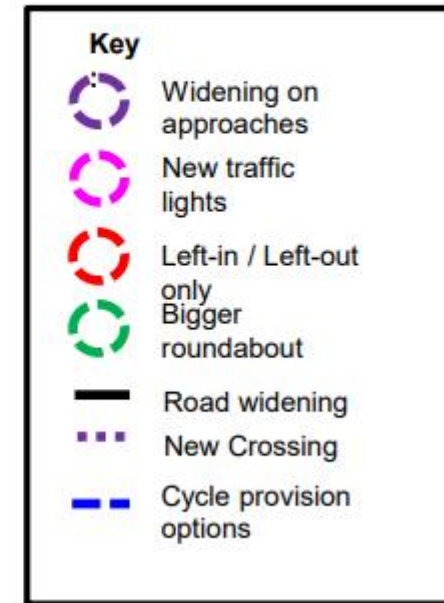 Key
Widening on
approaches
New traffic
lights
Left-in / Left-out
only
Bigger
roundabout
Road widening
New Crossing
Cycle provision
options